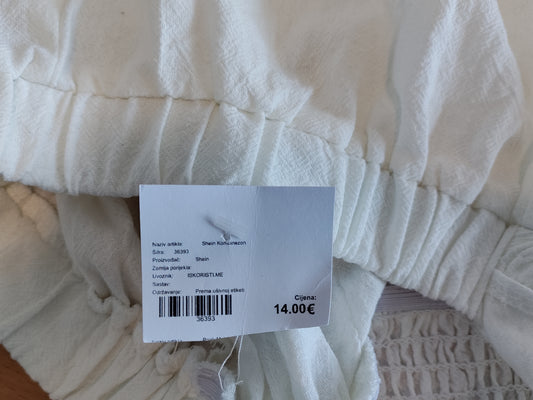 Naziv artikla: Shein Kombinezon
Šifra: 36393
Proizvođač: Shein
Zemlja porijekla:
Uvoznik: ISKORISTI.ME
Sastav:
Održavanje: Prema ušivnoj etiketi
36393
Cijena:
14.00€